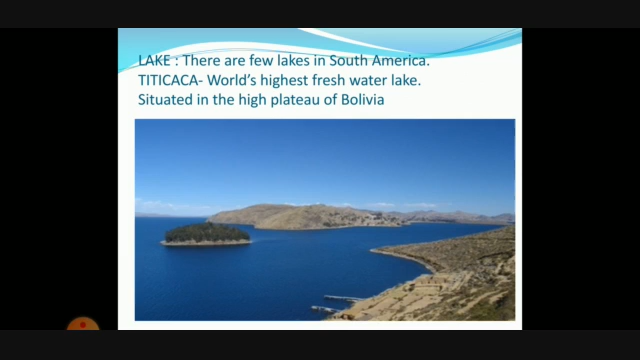 LAKE : There are few lakes in South America.
TITICACA- World's highest fresh water lake.
Situated in the high plateau of Bolivia